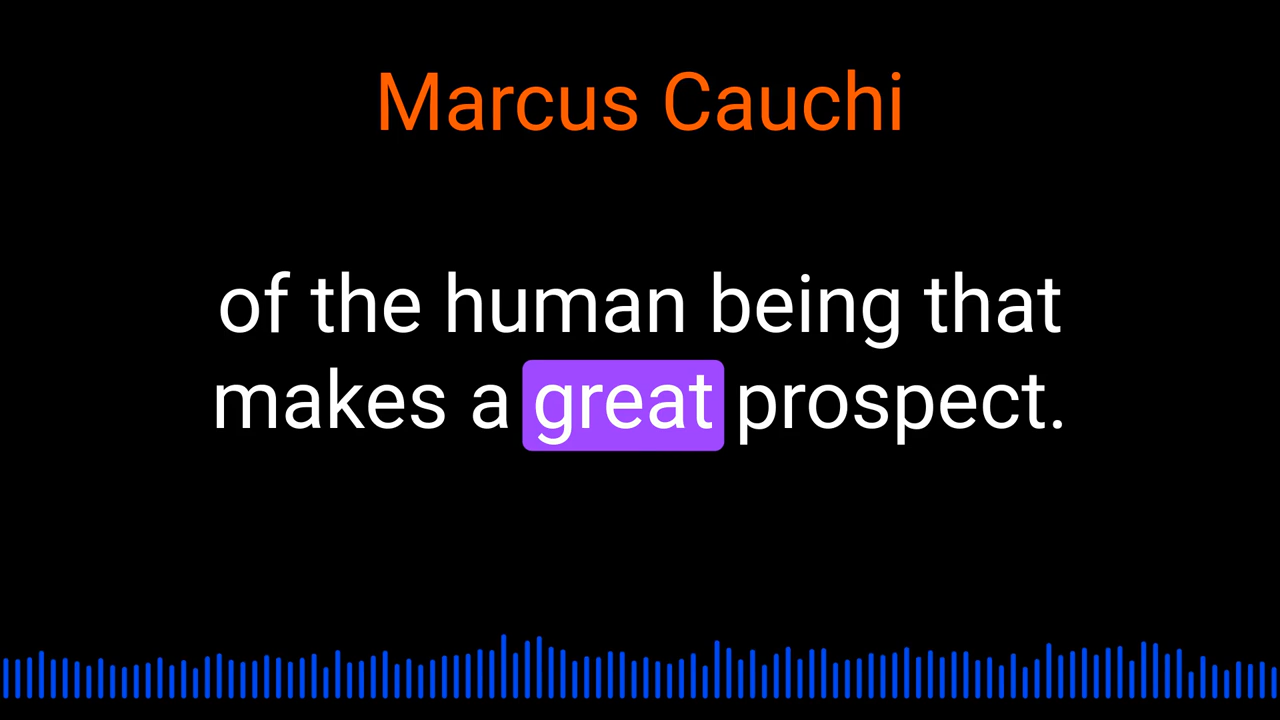 Marcus Cauchi
of the human being that
makes a great prospect.